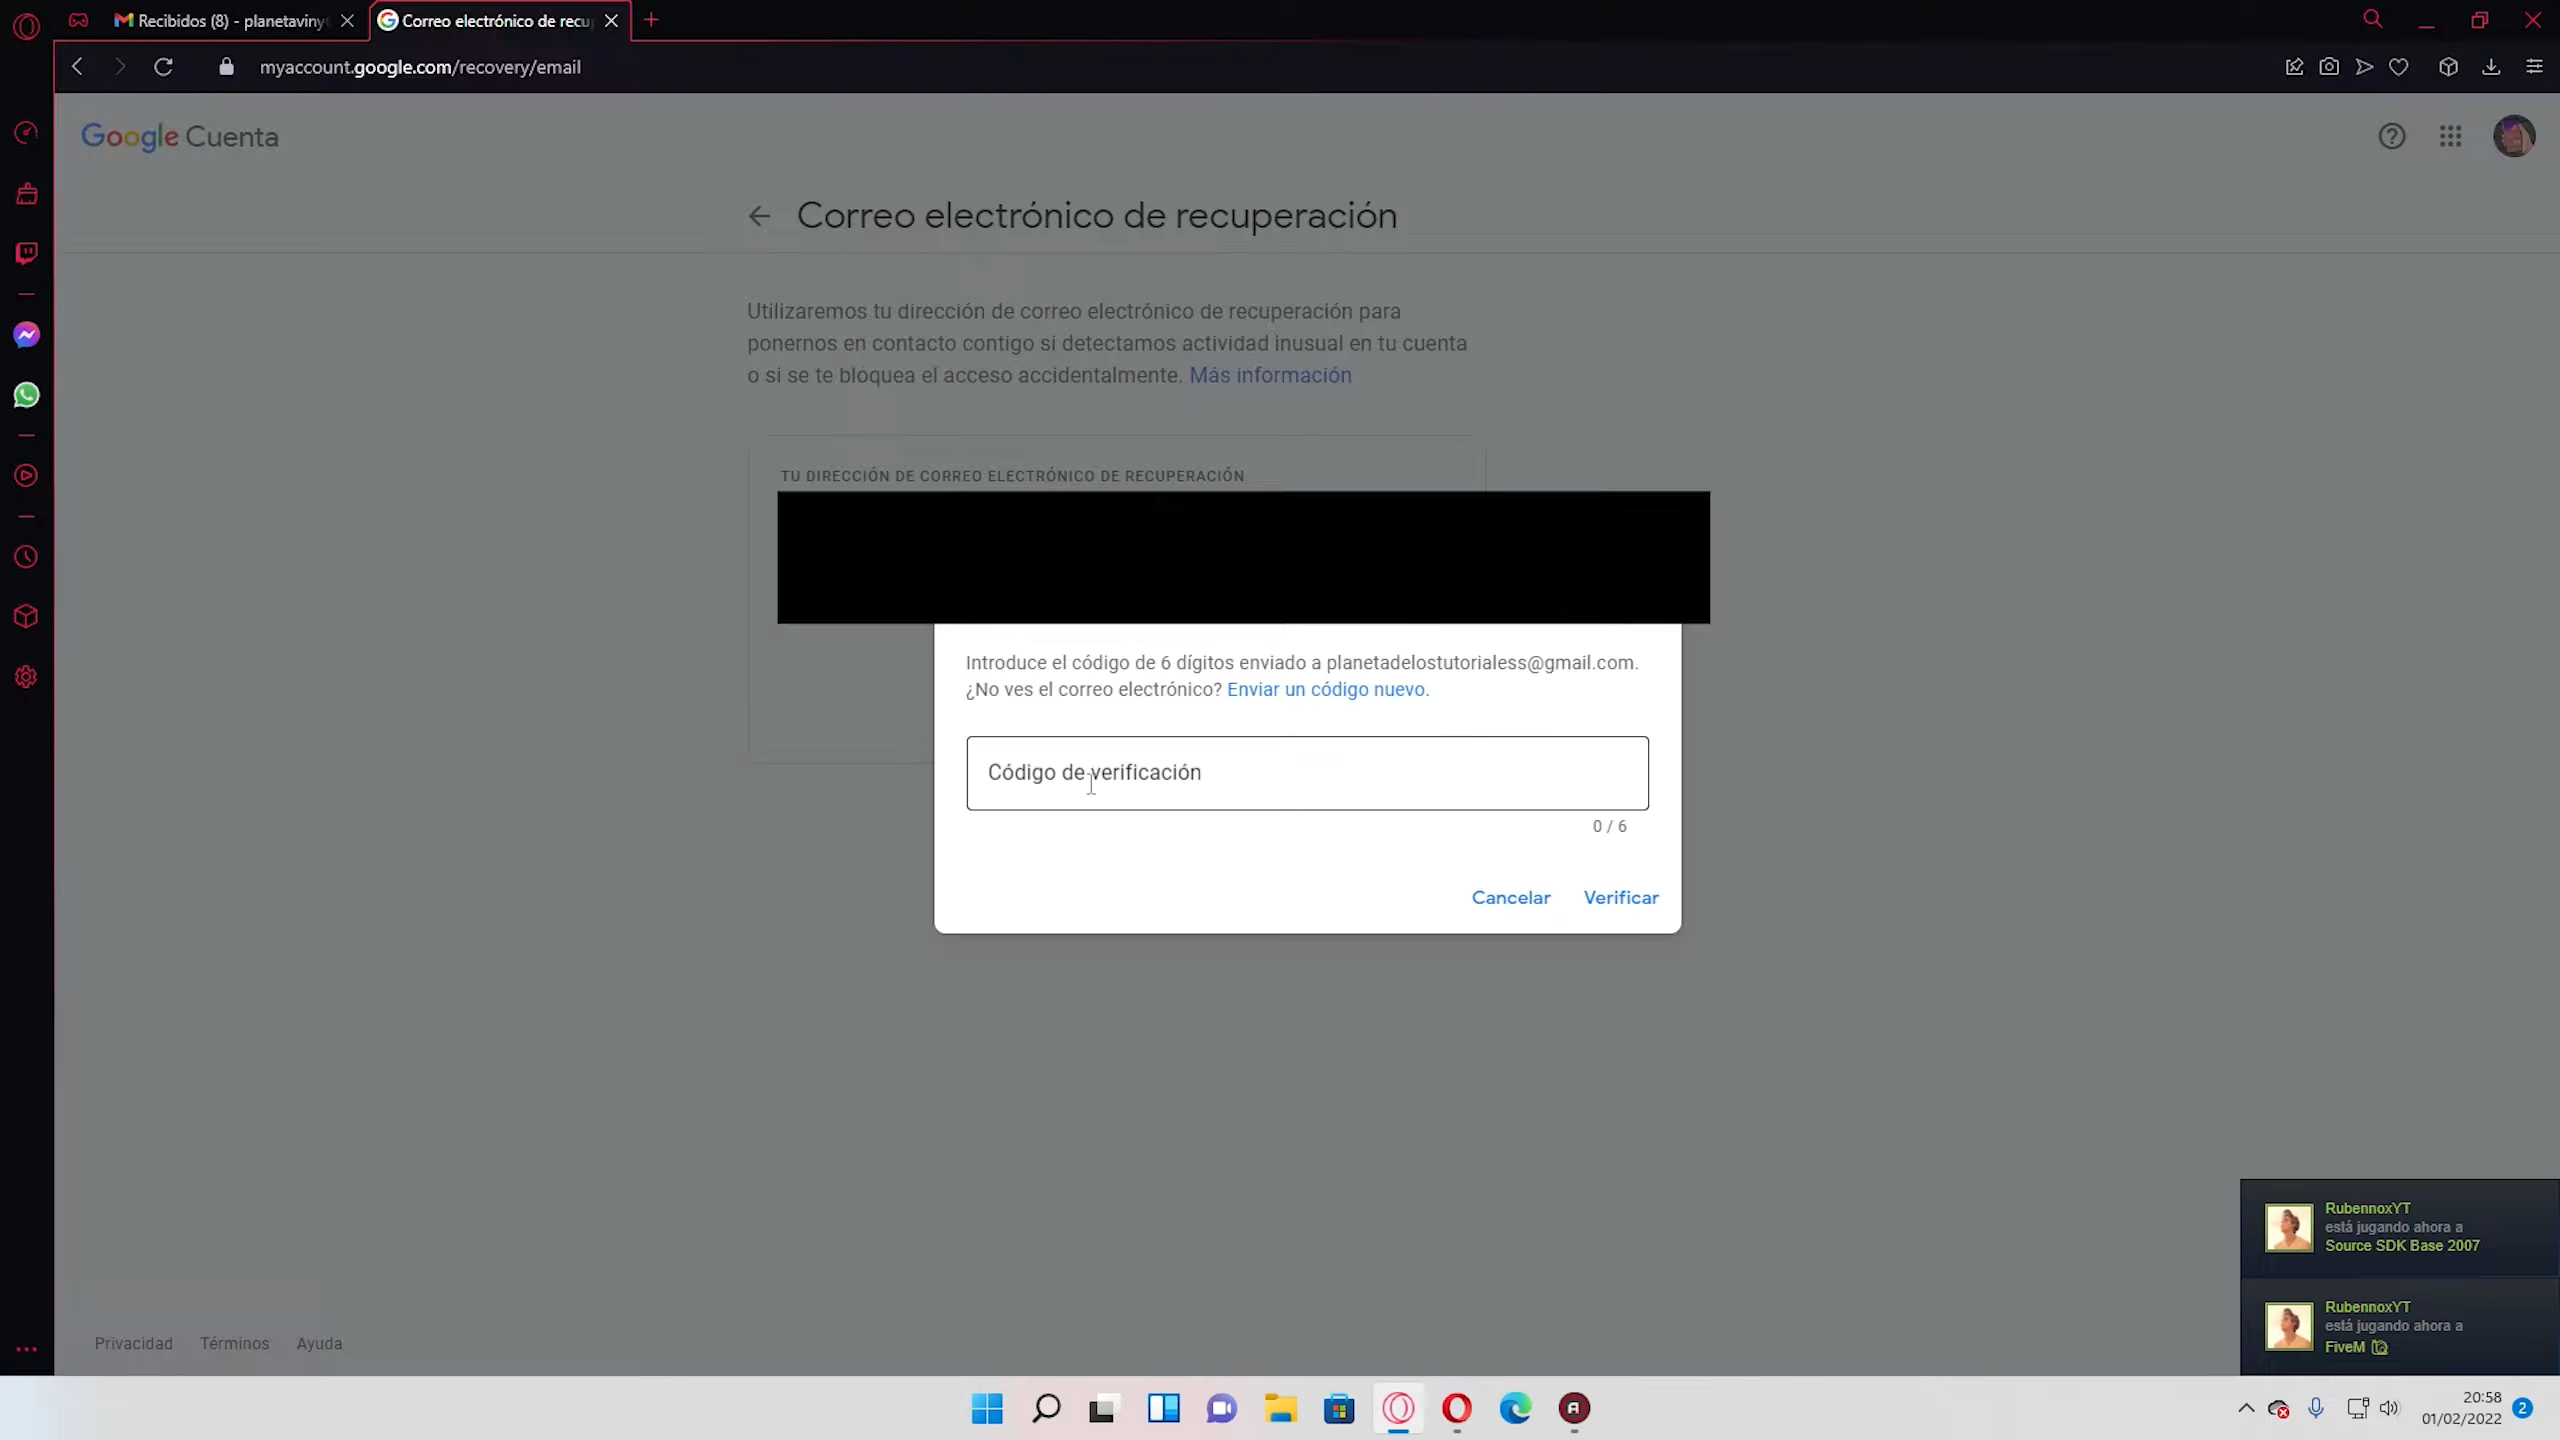 Recibidos (8) - planetaviny
Correo electrónico de recu
myaccount.google.com/recovery/email
Google Cuenta
Correo electrónico de recuperación
Utilizaremos tu dirección de correo electrónico de recuperación para
ponernos en contacto contigo si detectamos actividad inusual en tu cuenta
o si se te bloquea el acceso accidentalmente. Más información
TU DIRECCIÓN DE CORREO ELECTRÓNICO DE RECUPERACIÓN
Introduce el código de 6 dígitos enviado a planetadelostutorialess@gmail.com.
¿No ves el correo electrónico? Enviar un código nuevo.
Código de verificación
0 / 6
Cancelar Verificar
RubennoxYT
está jugando ahora a
Source SDK Base 2007
RubennoxYT
está jugando ahora a
FiveM
Privacidad Términos Ayuda
20:58
01/02/2022
2